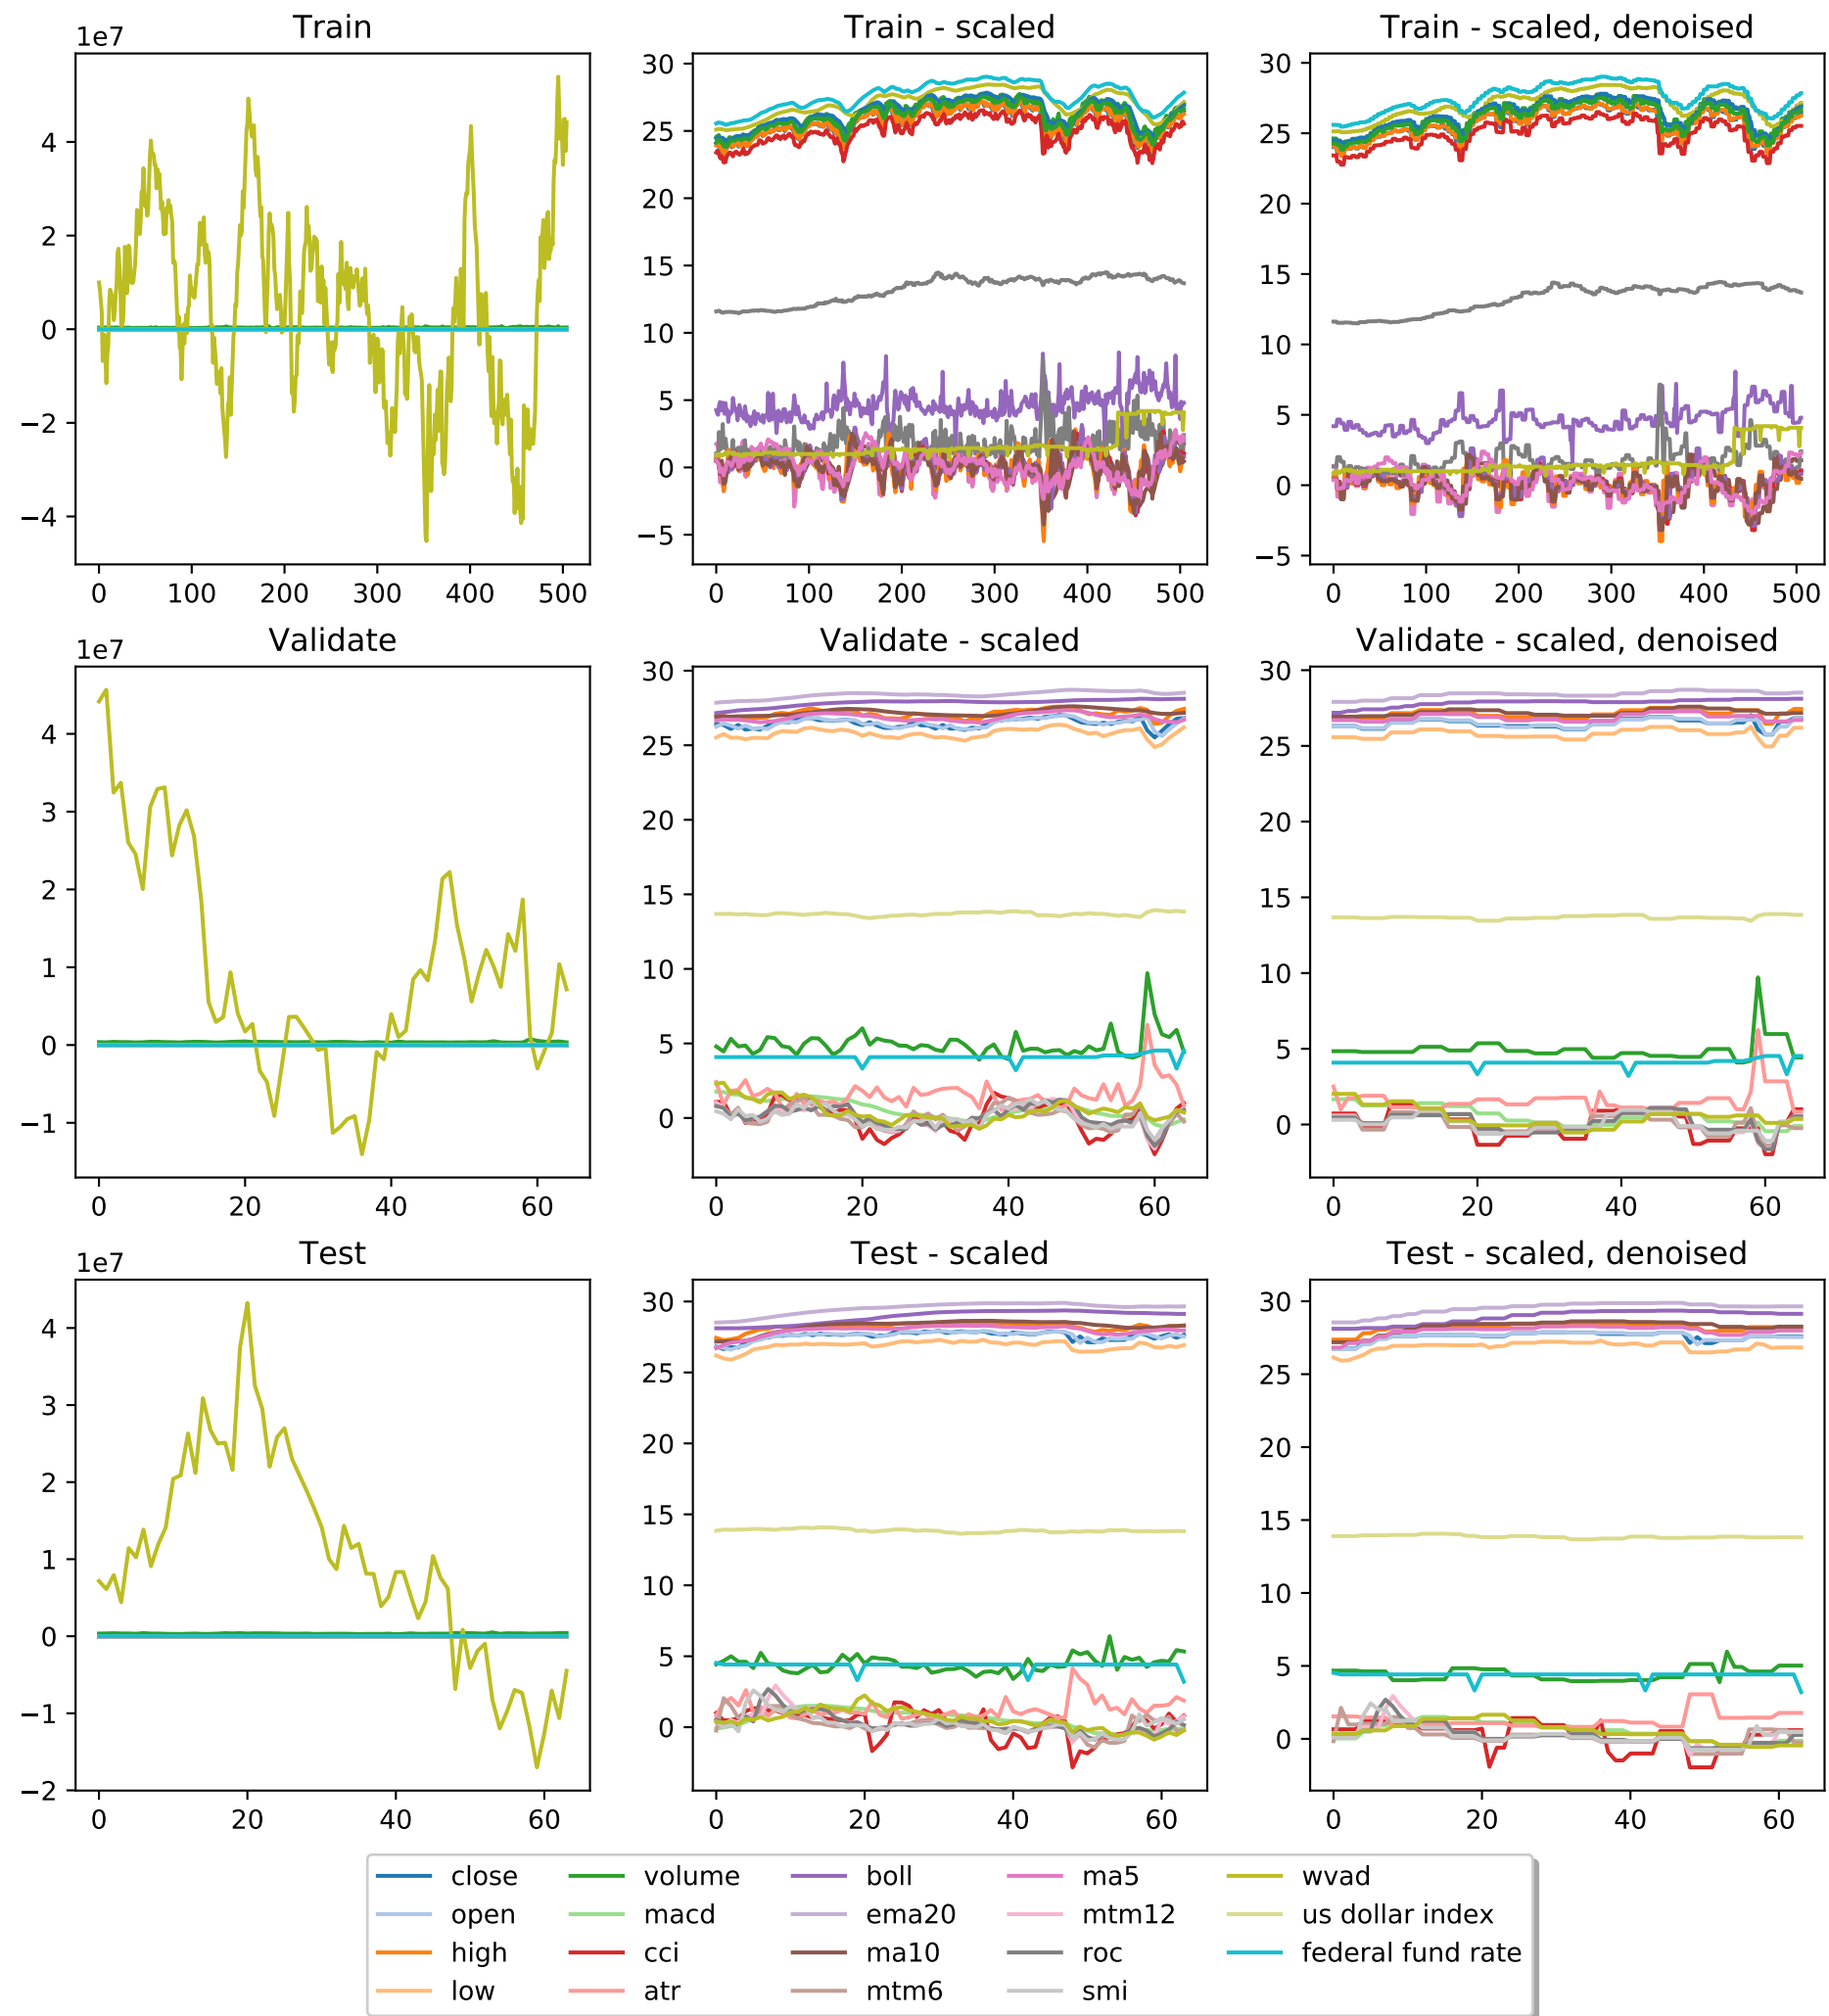 Train
1e7
4
2
0
−2
−4
0 100 200 300 400 500
Train - scaled
30
25
20
15
10
5
0
−5
0 100 200 300 400 500
Train - scaled, denoised
30
25
20
15
10
5
0
−5
0 100 200 300 400 500
Validate
1e7
4
3
2
1
0
−1
0 20 40 60
Validate - scaled
30
25
20
15
10
5
0
0 20 40 60
Validate - scaled, denoised
30
25
20
15
10
5
0
0 20 40 60
Test
1e7
4
3
2
1
0
−1
−2
0 20 40 60
Test - scaled
30
25
20
15
10
5
0
0 20 40 60
Test - scaled, denoised
30
25
20
15
10
5
0
0 20 40 60
close volume boll ma5 wvad
open macd ema20 mtm12 us dollar index
high cci ma10 roc federal fund rate
low atr mtm6 smi